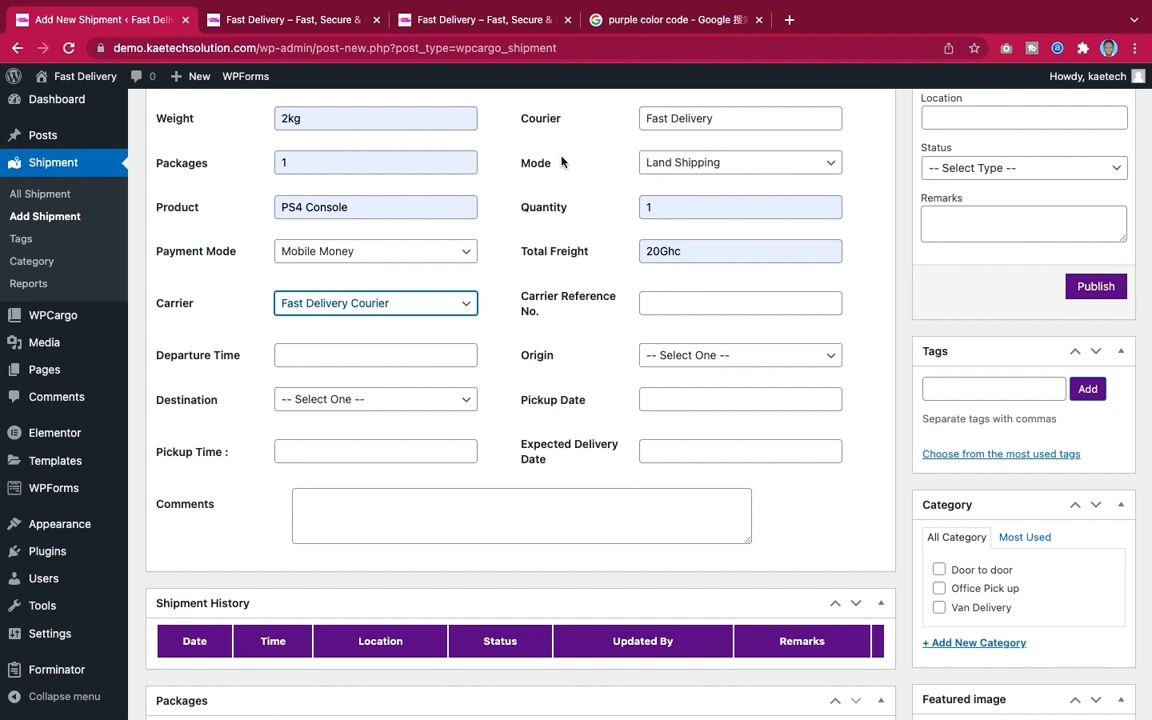 Add New Shipment ‹ Fast Deliv
Fast Delivery – Fast, Secure &
Fast Delivery – Fast, Secure &
purple color code - Google 搜
demo.kaetechsolution.com/wp-admin/post-new.php?post_type=wpcargo_shipment
Fast Delivery
0
New
WPForms
Howdy, kaetech
Dashboard
Posts
Shipment
All Shipment
Add Shipment
Tags
Category
Reports
WPCargo
Media
Pages
Comments
Elementor
Templates
WPForms
Appearance
Plugins
Users
Tools
Settings
Forminator
Collapse menu
Weight 2kg Courier Fast Delivery
Packages 1 Mode Land Shipping
Product PS4 Console Quantity 1
Payment Mode Mobile Money Total Freight 20Ghc
Carrier Fast Delivery Courier Carrier Reference
No.
Departure Time Origin -- Select One --
Destination -- Select One -- Pickup Date
Pickup Time : Expected Delivery
Date
Comments
Shipment History
Date Time Location Status Updated By Remarks
Packages
Location
Status
-- Select Type --
Remarks
Publish
Tags
Add
Separate tags with commas
Choose from the most used tags
Category
All Category Most Used
Door to door
Office Pick up
Van Delivery
+ Add New Category
Featured image